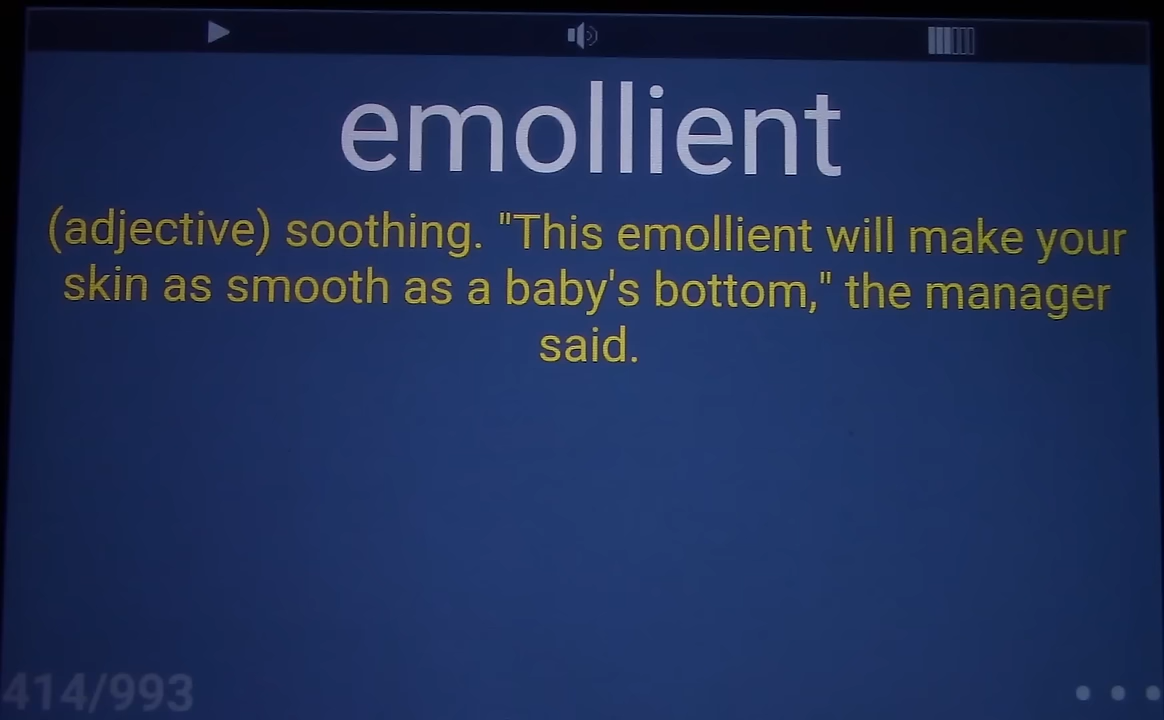 emollient
(adjective) soothing. "This emollient will make your
skin as smooth as a baby's bottom," the manager
said.
414/993